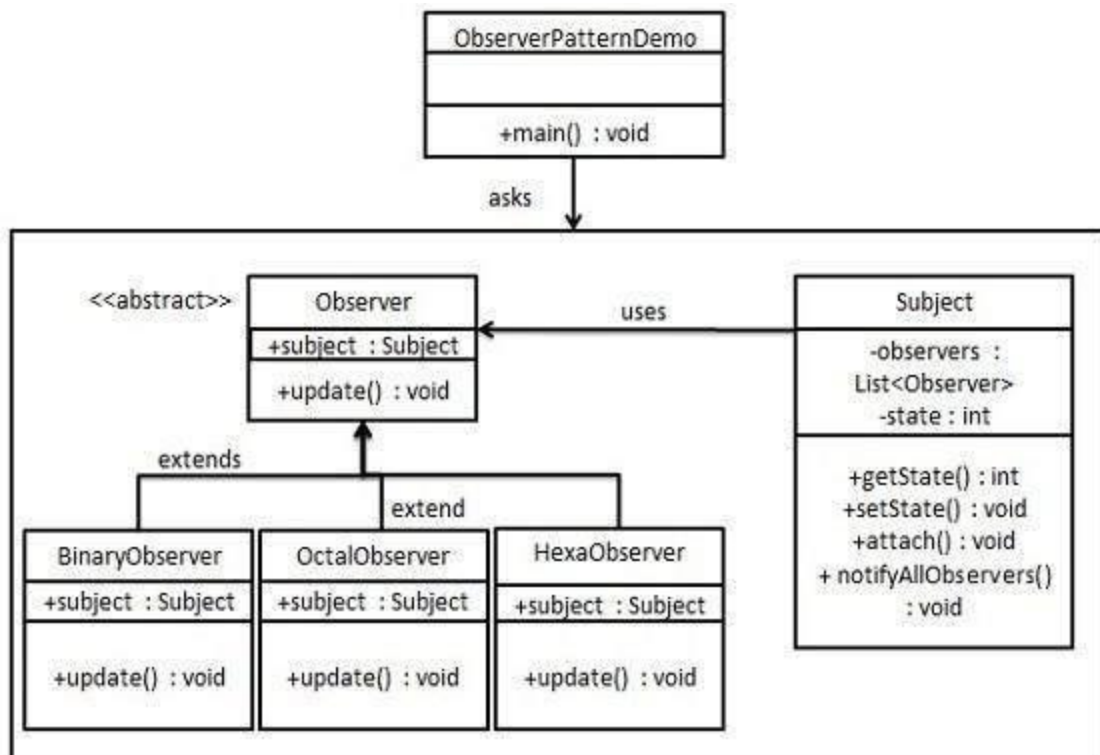 ObserverPatternDemo
+main() : void
asks
<<abstract>>
Observer
+subject : Subject
+update() : void
uses
Subject
-observers :
List<Observer>
-state : int
+getState() : int
+setState() : void
+attach() : void
+ notifyAllObservers()
: void
extends
extend
BinaryObserver
+subject : Subject
+update() : void
OctalObserver
+subject : Subject
+update() : void
HexaObserver
+subject : Subject
+update() : void